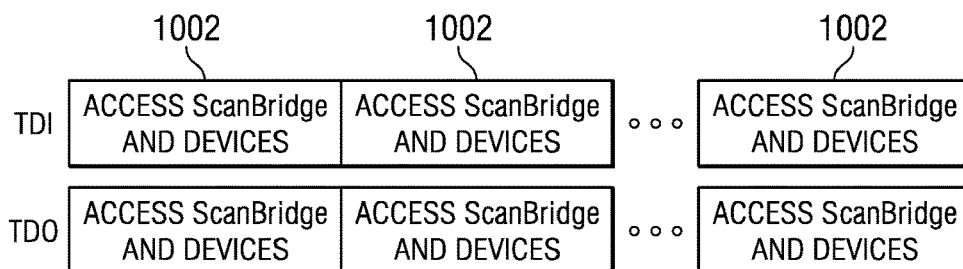 1002 1002 1002
TDI ACCESS ScanBridge AND DEVICES ACCESS ScanBridge AND DEVICES ACCESS ScanBridge AND DEVICES
TDO ACCESS ScanBridge AND DEVICES ACCESS ScanBridge AND DEVICES ACCESS ScanBridge AND DEVICES